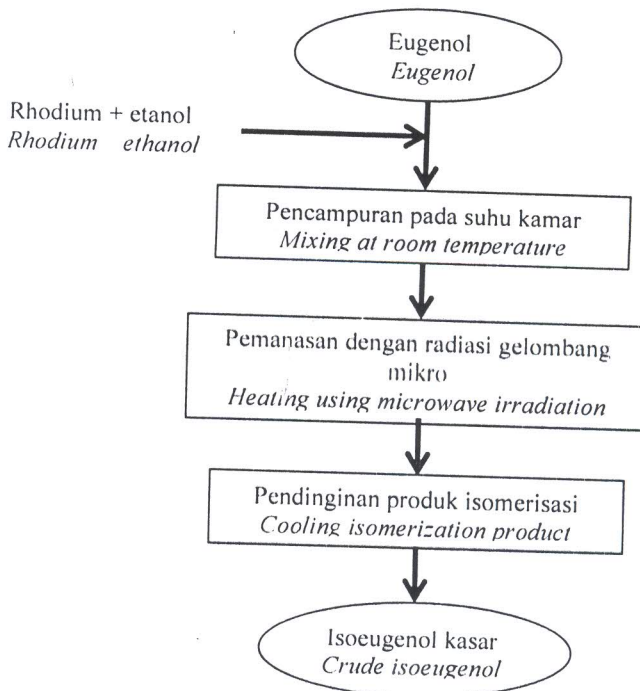 Eugenol
Eugenol
Rhodium + etanol
Rhodium ethanol
Pencampuran pada suhu kamar
Mixing at room temperature
Pemanasan dengan radiasi gelombang
mikro
Heating using microwave irradiation
Pendinginan produk isomerisasi
Cooling isomerization product
Isoeugenol kasar
Crude isoeugenol